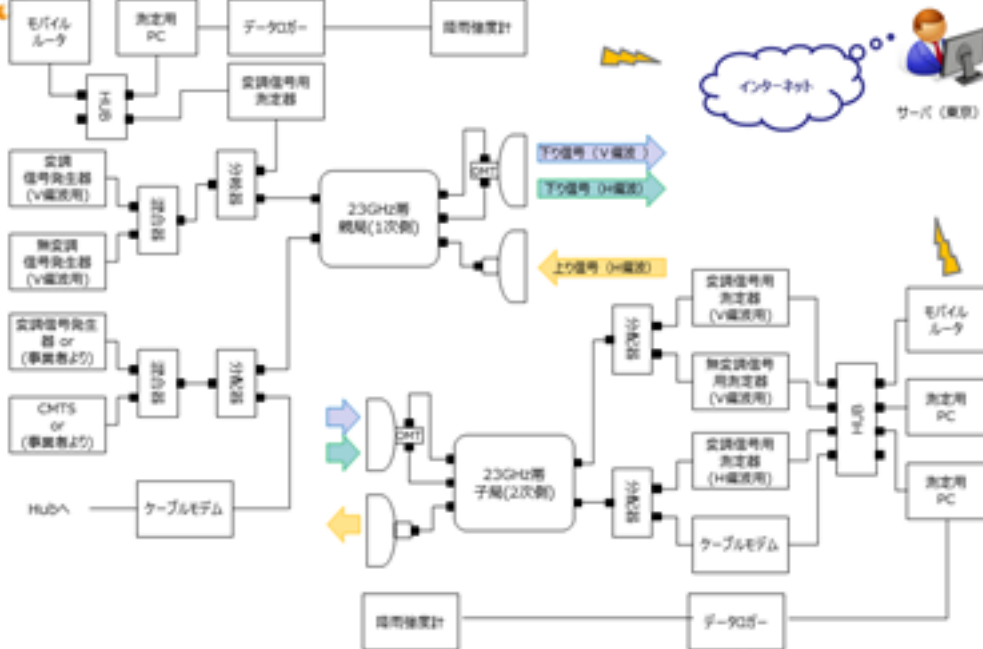 モバイル
ルータ
測定用
PC
データロガー
降雨強度計
変調信号用
測定器
HUB
インターネット
サーバ（東京）
変調
信号発生器
(V偏波用)
無変調
信号発生器
(V偏波用)
混合器
分配器
23GHz帯
親局(1次側)
OMT
下り信号（V偏波）
下り信号（H偏波）
上り信号（H偏波）
変調信号発生
器 or
(事業者より)
CMTS
or
(事業者より)
混合器
分配器
Hubへ
ケーブルモデム
OMT
23GHz帯
子局(2次側)
分配器
分配器
変調信号用
測定器
(V偏波用)
無変調信号
用測定器
(V偏波用)
変調信号用
測定器
(H偏波用)
ケーブルモデム
HUB
モバイル
ルータ
測定用
PC
測定用
PC
降雨強度計
データロガー